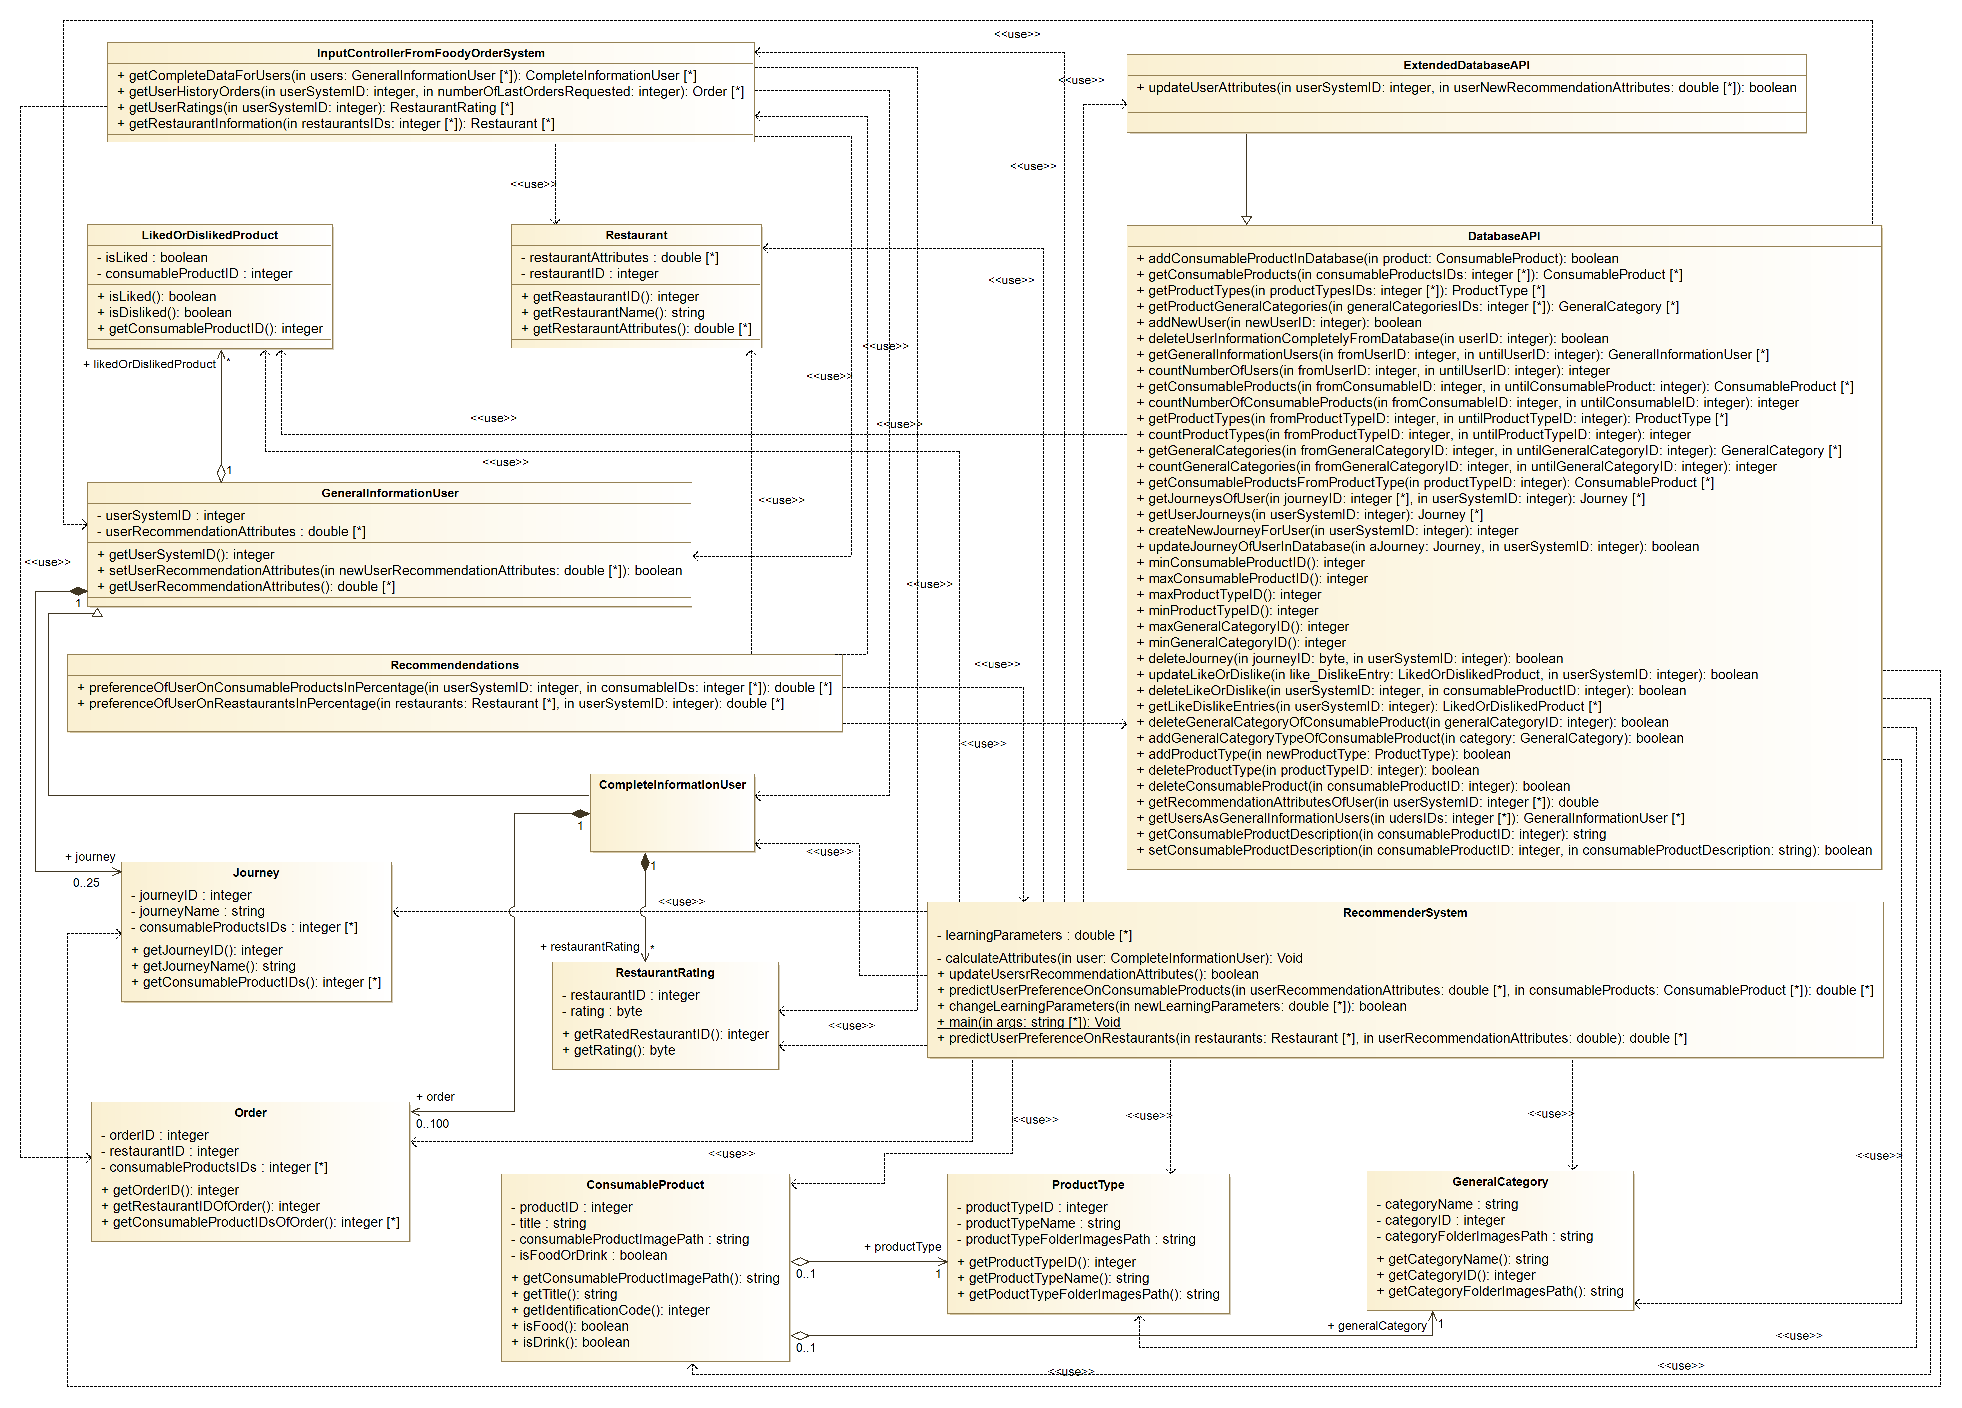 <<use>>
InputControllerFromFoodyOrderSystem
+ getCompleteDataForUsers(in users: GeneralInformationUser [*]): CompleteInformationUser [*]
+ getUserHistoryOrders(in userSystemID: integer, in numberOfLastOrdersRequested: integer): Order [*]
+ getUserRatings(in userSystemID: integer): RestaurantRating [*]
+ getRestaurantInformation(in restaurantsIDs: integer [*]): Restaurant [*]
<<use>>
ExtendedDatabaseAPI
+ updateUserAttributes(in userSystemID: integer, in userNewRecommendationAttributes: double [*]): boolean
<<use>>
<<use>>
LikedOrDislikedProduct
- isLiked : boolean
- consumableProductID : integer
+ isLiked(): boolean
+ isDisliked(): boolean
+ getConsumableProductID(): integer
Restaurant
- restaurantAttributes : double [*]
- restaurantID : integer
+ getReastaurantID(): integer
+ getRestaurantName(): string
+ getRestarauntAttributes(): double [*]
<<use>>
DatabaseAPI
+ addConsumableProductInDatabase(in product: ConsumableProduct): boolean
+ getConsumableProducts(in consumableProductsIDs: integer [*]): ConsumableProduct [*]
+ getProductTypes(in productTypesIDs: integer [*]): ProductType [*]
+ getProductGeneralCategories(in generalCategoriesIDs: integer [*]): GeneralCategory [*]
+ addNewUser(in newUserID: integer): boolean
+ deleteUserInformationCompletelyFromDatabase(in userID: integer): boolean
+ getGeneralInformationUsers(in fromUserID: integer, in untilUserID: integer): GeneralInformationUser [*]
+ countNumberOfUsers(in fromUserID: integer, in untilUserID: integer): integer
+ getConsumableProducts(in fromConsumableID: integer, in untilConsumableProduct: integer): ConsumableProduct [*]
+ countNumberOfConsumableProducts(in fromConsumableID: integer, in untilConsumableID: integer): integer
+ getProductTypes(in fromProductTypeID: integer, in untilProductTypeID: integer): ProductType [*]
+ countProductTypes(in fromProductTypeID: integer, in untilProductTypeID: integer): integer
+ getGeneralCategories(in fromGeneralCategoryID: integer, in untilGeneralCategoryID: integer): GeneralCategory [*]
+ countGeneralCategories(in fromGeneralCategoryID: integer, in untilGeneralCategoryID: integer): integer
+ getConsumableProductsFromProductType(in productTypeID: integer): ConsumableProduct [*]
+ getJourneysOfUser(in journeyID: integer [*], in userSystemID: integer): Journey [*]
+ getUserJourneys(in userSystemID: integer): Journey [*]
+ createNewJourneyForUser(in userSystemID: integer): integer
+ updateJourneyOfUserInDatabase(in aJourney: Journey, in userSystemID: integer): boolean
+ minConsumableProductID(): integer
+ maxConsumableProductID(): integer
+ maxProductTypeID(): integer
+ minProductTypeID(): integer
+ maxGeneralCategoryID(): integer
+ minGeneralCategoryID(): integer
+ deleteJourney(in journeyID: byte, in userSystemID: integer): boolean
+ updateLikeOrDislike(in like_DislikeEntry: LikedOrDislikedProduct, in userSystemID: integer): boolean
+ deleteLikeOrDislike(in userSystemID: integer, in consumableProductID: integer): boolean
+ getLikeDislikeEntries(in userSystemID: integer): LikedOrDislikedProduct [*]
+ deleteGeneralCategoryOfConsumableProduct(in generalCategoryID: integer): boolean
+ addGeneralCategoryTypeOfConsumableProduct(in category: GeneralCategory): boolean
+ addProductType(in newProductType: ProductType): boolean
+ deleteProductType(in productTypeID: integer): boolean
+ deleteConsumableProduct(in consumableProductID: integer): boolean
+ getRecommendationAttributesOfUser(in userSystemID: integer [*]): double
+ getUsersAsGeneralInformationUsers(in udersIDs: integer [*]): GeneralInformationUser [*]
+ getConsumableProductDescription(in consumableProductID: integer): string
+ setConsumableProductDescription(in consumableProductID: integer, in consumableProductDescription: string): boolean
<<use>>
+ likedOrDislikedProduct
*
<<use>>
<<use>>
<<use>>
<<use>>
1
<<use>>
GeneralInformationUser
- userSystemID : integer
- userRecommendationAttributes : double [*]
+ getUserSystemID(): integer
+ setUserRecommendationAttributes(in newUserRecommendationAttributes: double [*]): boolean
+ getUserRecommendationAttributes(): double [*]
<<use>>
<<use>>
1
<<use>>
Recommendendations
+ preferenceOfUserOnConsumableProductsInPercentage(in userSystemID: integer, in consumableIDs: integer [*]): double [*]
+ preferenceOfUserOnReastaurantsInPercentage(in restaurants: Restaurant [*], in userSystemID: integer): double [*]
<<use>>
CompleteInformationUser
1
1
<<use>>
+ journey
0..25
Journey
- journeyID : integer
- journeyName : string
- consumableProductsIDs : integer [*]
+ getJourneyID(): integer
+ getJourneyName(): string
+ getConsumableProductIDs(): integer [*]
<<use>>
RecommenderSystem
- learningParameters : double [*]
- calculateAttributes(in user: CompleteInformationUser): Void
+ updateUsersrRecommendationAttributes(): boolean
+ predictUserPreferenceOnConsumableProducts(in userRecommendationAttributes: double [*], in consumableProducts: ConsumableProduct [*]): double [*]
+ changeLearningParameters(in newLearningParameters: double [*]): boolean
+ main(in args: string [*]): Void
+ predictUserPreferenceOnRestaurants(in restaurants: Restaurant [*], in userRecommendationAttributes: double): double [*]
+ restaurantRating
*
RestaurantRating
- restaurantID : integer
- rating : byte
+ getRatedRestaurantID(): integer
+ getRating(): byte
<<use>>
+ order
0..100
Order
- orderID : integer
- restaurantID : integer
- consumableProductsIDs : integer [*]
+ getOrderID(): integer
+ getRestaurantIDOfOrder(): integer
+ getConsumableProductIDsOfOrder(): integer [*]
<<use>>
<<use>>
<<use>>
<<use>>
<<use>>
ConsumableProduct
- productID : integer
- title : string
- consumableProductImagePath : string
- isFoodOrDrink : boolean
+ getConsumableProductImagePath(): string
+ getTitle(): string
+ getIdentificationCode(): integer
+ isFood(): boolean
+ isDrink(): boolean
+ productType
0..1
1
ProductType
- productTypeID : integer
- productTypeName : string
- productTypeFolderImagesPath : string
+ getProductTypeID(): integer
+ getProductTypeName(): string
+ getPoductTypeFolderImagesPath(): string
GeneralCategory
- categoryName : string
- categoryID : integer
- categoryFolderImagesPath : string
+ getCategoryName(): string
+ getCategoryID(): integer
+ getCategoryFolderImagesPath(): string
+ generalCategory
1
0..1
<<use>>
<<use>>
<<use>>